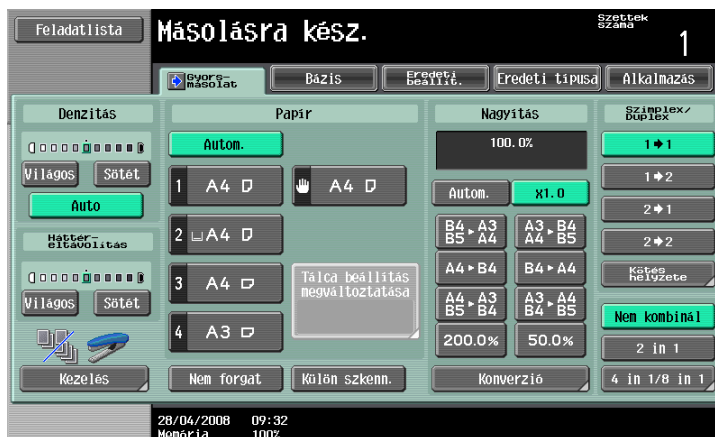 Feladatlista
Másolásra kész.
Szettek
száma
1
Gyors-
másolat
Bázis
Eredeti
beállít.
Eredeti típusa
Alkalmazás
Denzitás
Világos
Sötét
Auto
Háttér-
eltávolítás
Világos
Sötét
Kezelés
Papír
Autom.
1 A4
A4
2 A4
3 A4
4 A3
Tálca beállítás
megváltoztatása
Nem forgat
Külön szkenn.
Nagyítás
100.0%
Autom.
x1.0
B4 ▸ A3
B5 ▸ A4
A3 ▸ B4
A4 ▸ B5
A4 ▸ B4
B4 ▸ A4
A4 ▸ A3
B5 ▸ B4
A3 ▸ A4
B4 ▸ B5
200.0%
50.0%
Konverzió
Szimplex/
Duplex
1 ➔ 1
1 ➔ 2
2 ➔ 1
2 ➔ 2
Kötés
helyzete
Nem kombinál
2 in 1
4 in 1/8 in 1
28/04/2008 09:32
Memória 100%